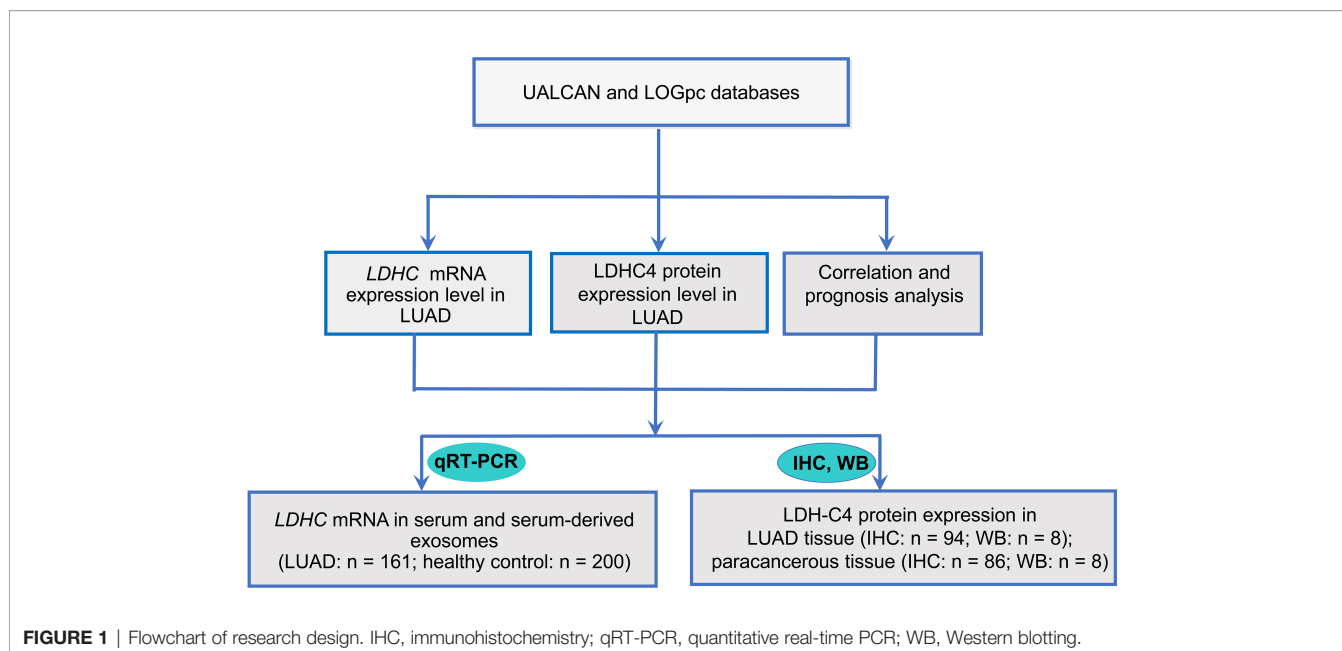 UALCAN and LOGpc databases
LDHC mRNA
expression level in
LUAD
LDHC4 protein
expression level in
LUAD
Correlation and
prognosis analysis
qRT-PCR
IHC, WB
LDHC mRNA in serum and serum-derived
exosomes
(LUAD: n = 161; healthy control: n = 200)
LDH-C4 protein expression in
LUAD tissue (IHC: n = 94; WB: n = 8);
paracancerous tissue (IHC: n = 86; WB: n = 8)
FIGURE 1 | Flowchart of research design. IHC, immunohistochemistry; qRT-PCR, quantitative real-time PCR; WB, Western blotting.